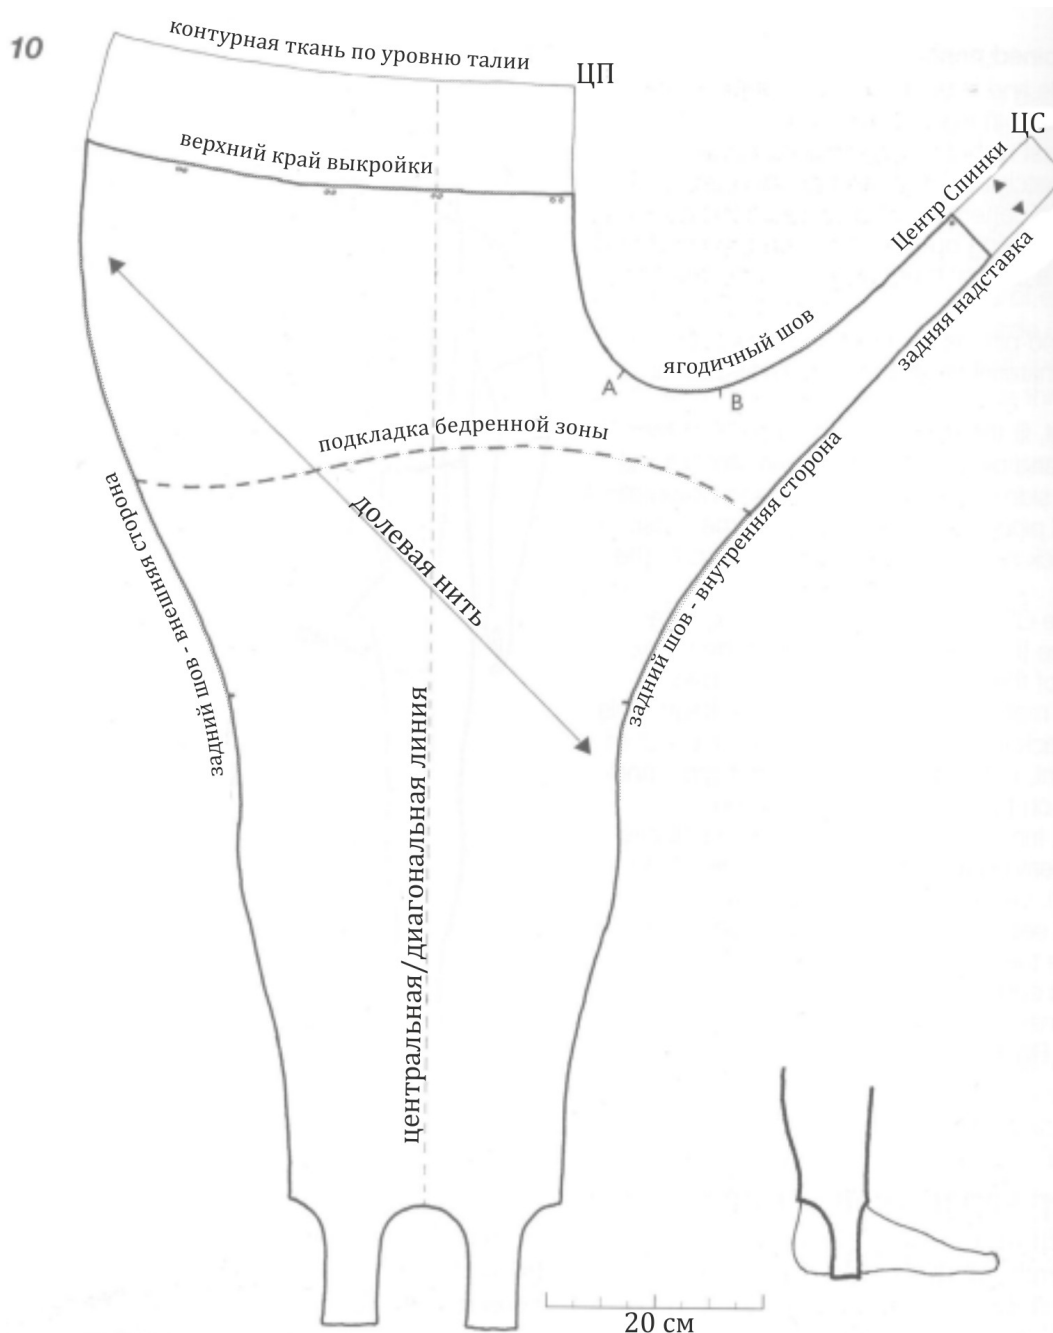 10
контурная ткань по уровню талии
ЦП
ЦС
верхний край выкройки
Центр Спинки
задняя надставка
ягодичный шов
A
B
подкладка бедренной зоны
долевая нить
задний шов - внешняя сторона
задний шов - внутренняя сторона
центральная/диагональная линия
20 см